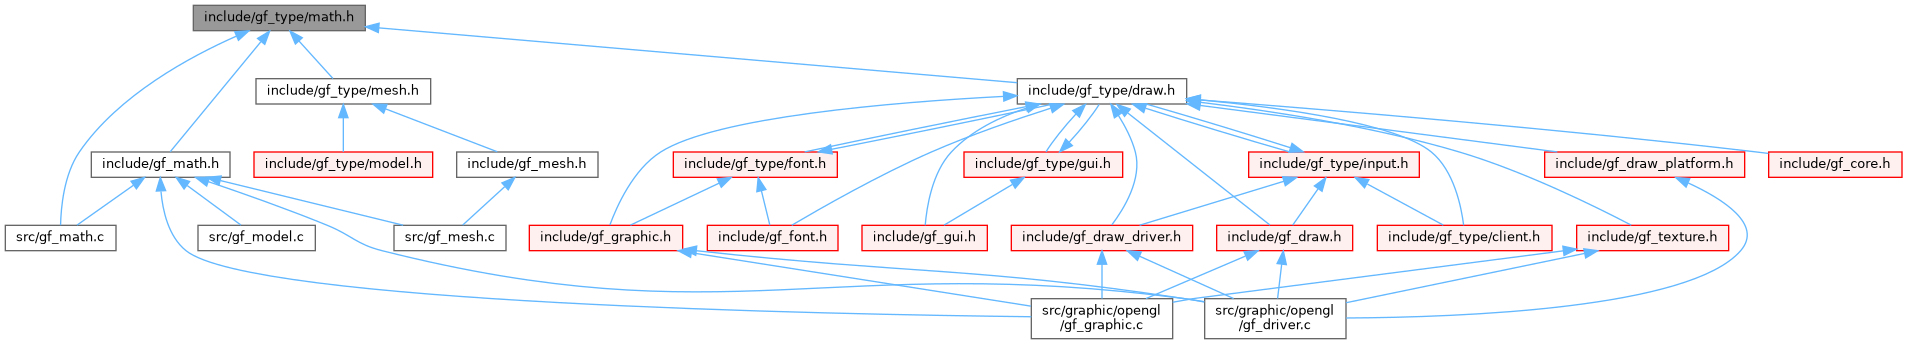 include/gf_type/math.h
include/gf_type/mesh.h
include/gf_type/draw.h
include/gf_math.h
include/gf_type/model.h
include/gf_mesh.h
include/gf_type/font.h
include/gf_type/gui.h
include/gf_type/input.h
include/gf_draw_platform.h
include/gf_core.h
src/gf_math.c
src/gf_model.c
src/gf_mesh.c
include/gf_graphic.h
include/gf_font.h
include/gf_gui.h
include/gf_draw_driver.h
include/gf_draw.h
include/gf_type/client.h
include/gf_texture.h
src/graphic/opengl
/gf_graphic.c
src/graphic/opengl
/gf_driver.c